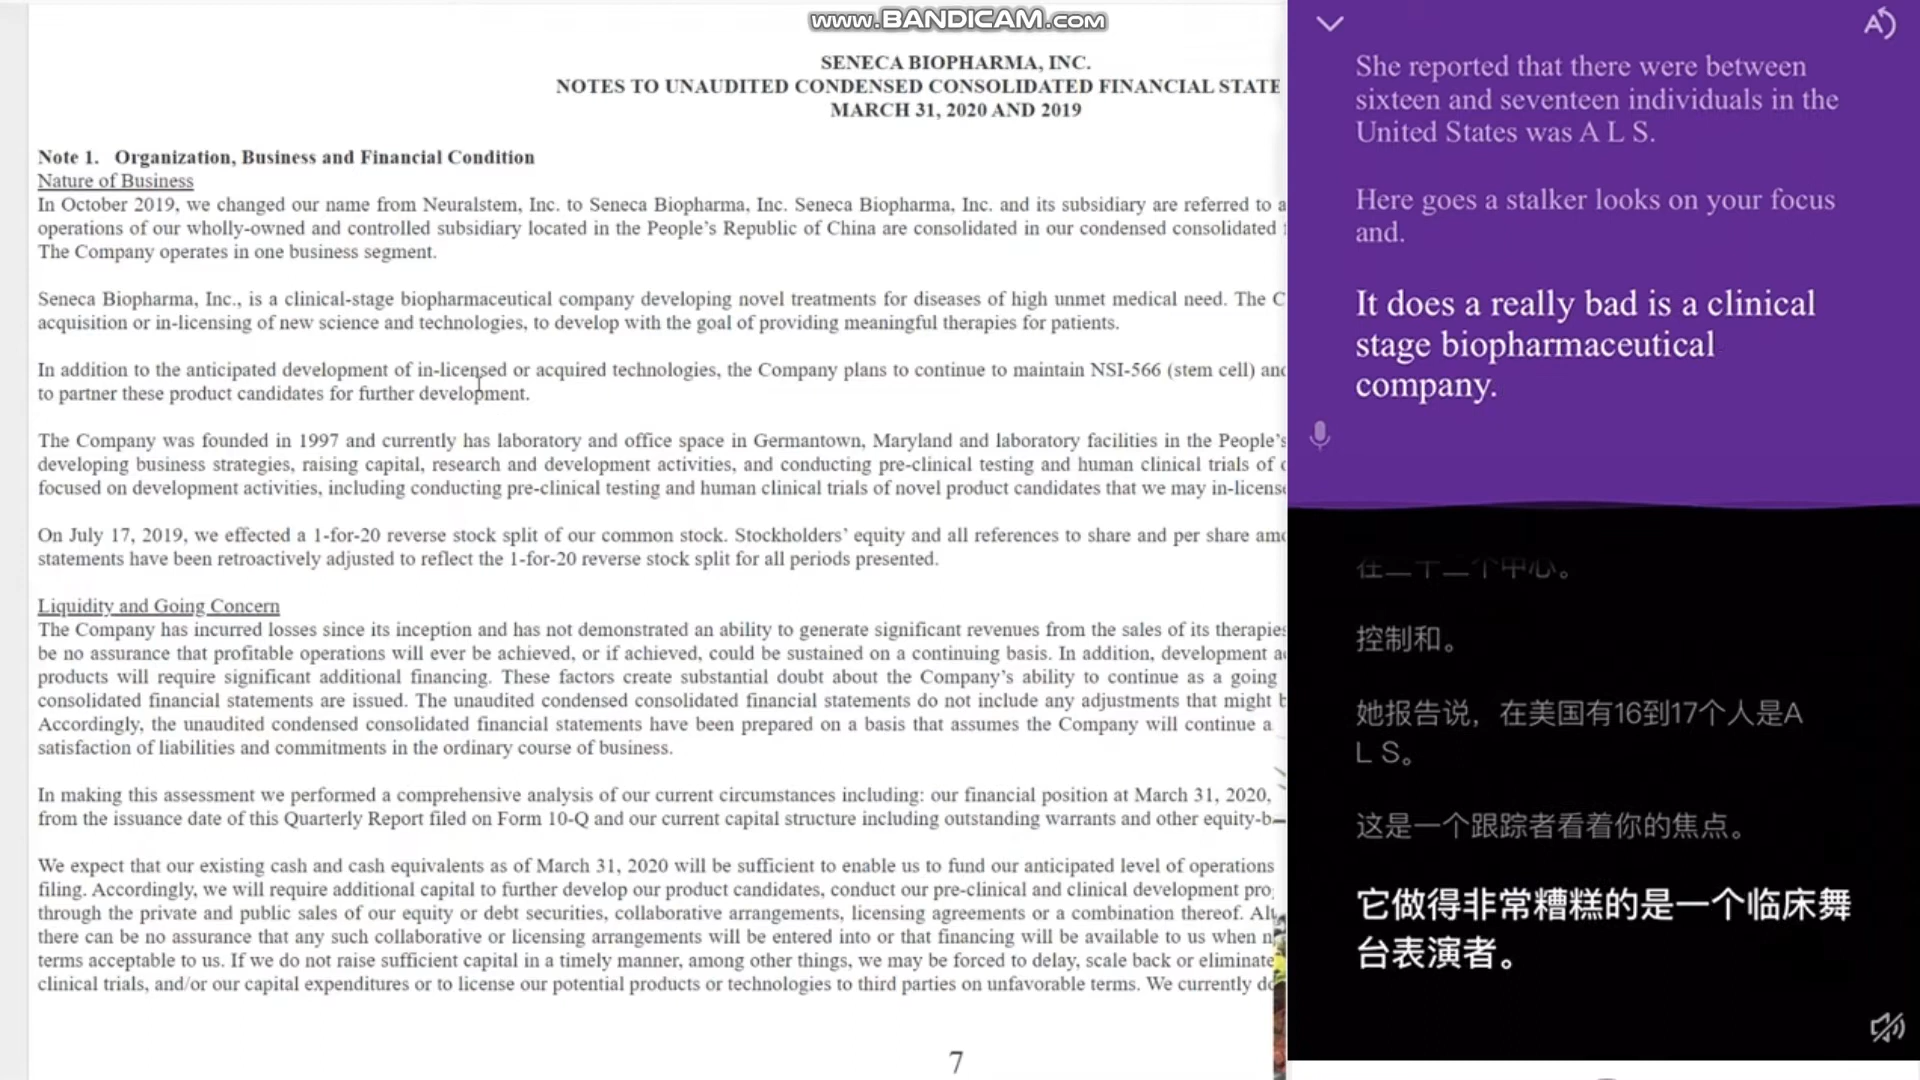 www.BANDICAM.com
SENECA BIOPHARMA, INC.
NOTES TO UNAUDITED CONDENSED CONSOLIDATED FINANCIAL STATE
MARCH 31, 2020 AND 2019
Note 1. Organization, Business and Financial Condition
Nature of Business
In October 2019, we changed our name from Neuralstem, Inc. to Seneca Biopharma, Inc. Seneca Biopharma, Inc. and its subsidiary are referred to a
operations of our wholly-owned and controlled subsidiary located in the People's Republic of China are consolidated in our condensed consolidated
The Company operates in one business segment.
Seneca Biopharma, Inc., is a clinical-stage biopharmaceutical company developing novel treatments for diseases of high unmet medical need. The C
acquisition or in-licensing of new science and technologies, to develop with the goal of providing meaningful therapies for patients.
In addition to the anticipated development of in-licensed or acquired technologies, the Company plans to continue to maintain NSI-566 (stem cell) and
to partner these product candidates for further development.
The Company was founded in 1997 and currently has laboratory and office space in Germantown, Maryland and laboratory facilities in the People's
developing business strategies, raising capital, research and development activities, and conducting pre-clinical testing and human clinical trials of
focused on development activities, including conducting pre-clinical testing and human clinical trials of novel product candidates that we may in-license
On July 17, 2019, we effected a 1-for-20 reverse stock split of our common stock. Stockholders' equity and all references to share and per share amo
statements have been retroactively adjusted to reflect the 1-for-20 reverse stock split for all periods presented.
Liquidity and Going Concern
The Company has incurred losses since its inception and has not demonstrated an ability to generate significant revenues from the sales of its therapies
be no assurance that profitable operations will ever be achieved, or if achieved, could be sustained on a continuing basis. In addition, development a
products will require significant additional financing. These factors create substantial doubt about the Company's ability to continue as a going
consolidated financial statements are issued. The unaudited condensed consolidated financial statements do not include any adjustments that might b
Accordingly, the unaudited condensed consolidated financial statements have been prepared on a basis that assumes the Company will continue a
satisfaction of liabilities and commitments in the ordinary course of business.
In making this assessment we performed a comprehensive analysis of our current circumstances including: our financial position at March 31, 2020,
from the issuance date of this Quarterly Report filed on Form 10-Q and our current capital structure including outstanding warrants and other equity-b
We expect that our existing cash and cash equivalents as of March 31, 2020 will be sufficient to enable us to fund our anticipated level of operations
filing. Accordingly, we will require additional capital to further develop our product candidates, conduct our pre-clinical and clinical development pro
through the private and public sales of our equity or debt securities, collaborative arrangements, licensing agreements or a combination thereof. Al
there can be no assurance that any such collaborative or licensing arrangements will be entered into or that financing will be available to us when n
terms acceptable to us. If we do not raise sufficient capital in a timely manner, among other things, we may be forced to delay, scale back or eliminate
clinical trials, and/or our capital expenditures or to license our potential products or technologies to third parties on unfavorable terms. We currently do
7
She reported that there were between
sixteen and seventeen individuals in the
United States was A L S.
Here goes a stalker looks on your focus
and.
It does a really bad is a clinical
stage biopharmaceutical
company.
在二十二个中心。
控制和。
她报告说，在美国有16到17个人是A
L S。
这是一个跟踪者看着你的焦点。
它做得非常糟糕的是一个临床舞
台表演者。